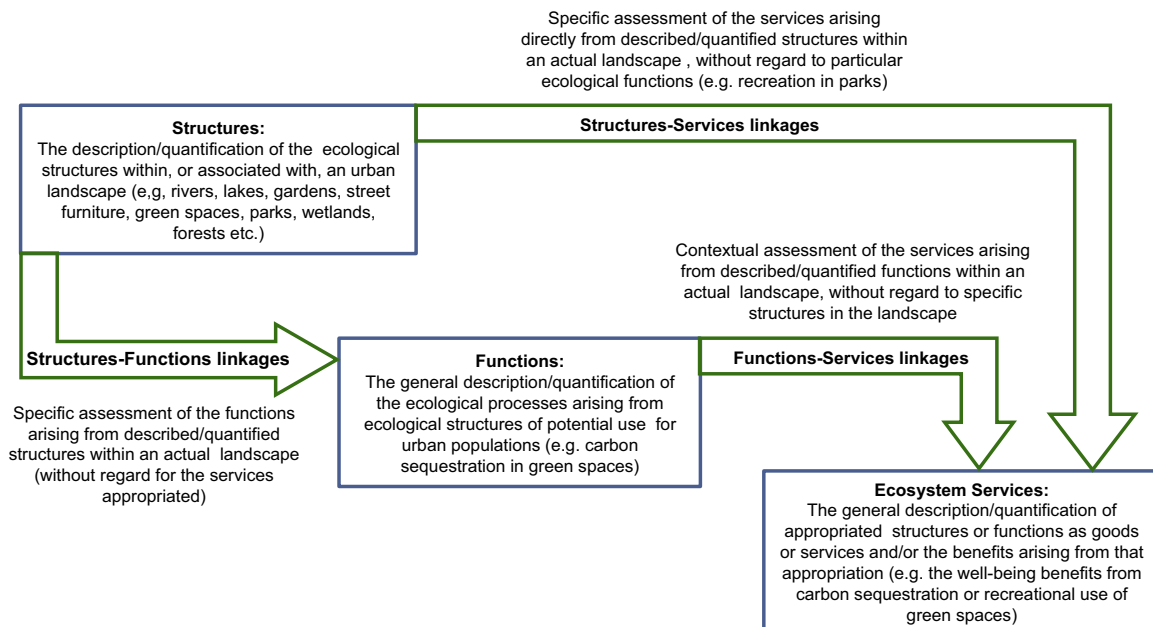 Specific assessment of the services arising
directly from described/quantified structures within
an actual landscape , without regard to particular
ecological functions (e.g. recreation in parks)
Structures-Services linkages
Structures:
The description/quantification of the ecological
structures within, or associated with, an urban
landscape (e,g, rivers, lakes, gardens, street
furniture, green spaces, parks, wetlands,
forests etc.)
Contextual assessment of the services arising
from described/quantified functions within an
actual landscape, without regard to specific
structures in the landscape
Structures-Functions linkages
Functions-Services linkages
Functions:
The general description/quantification of
the ecological processes arising from
ecological structures of potential use for
urban populations (e.g. carbon
sequestration in green spaces)
Specific assessment of the functions
arising from described/quantified
structures within an actual landscape
(without regard for the services
appropriated)
Ecosystem Services:
The general description/quantification of
appropriated structures or functions as goods
or services and/or the benefits arising from that
appropriation (e.g. the well-being benefits from
carbon sequestration or recreational use of
green spaces)